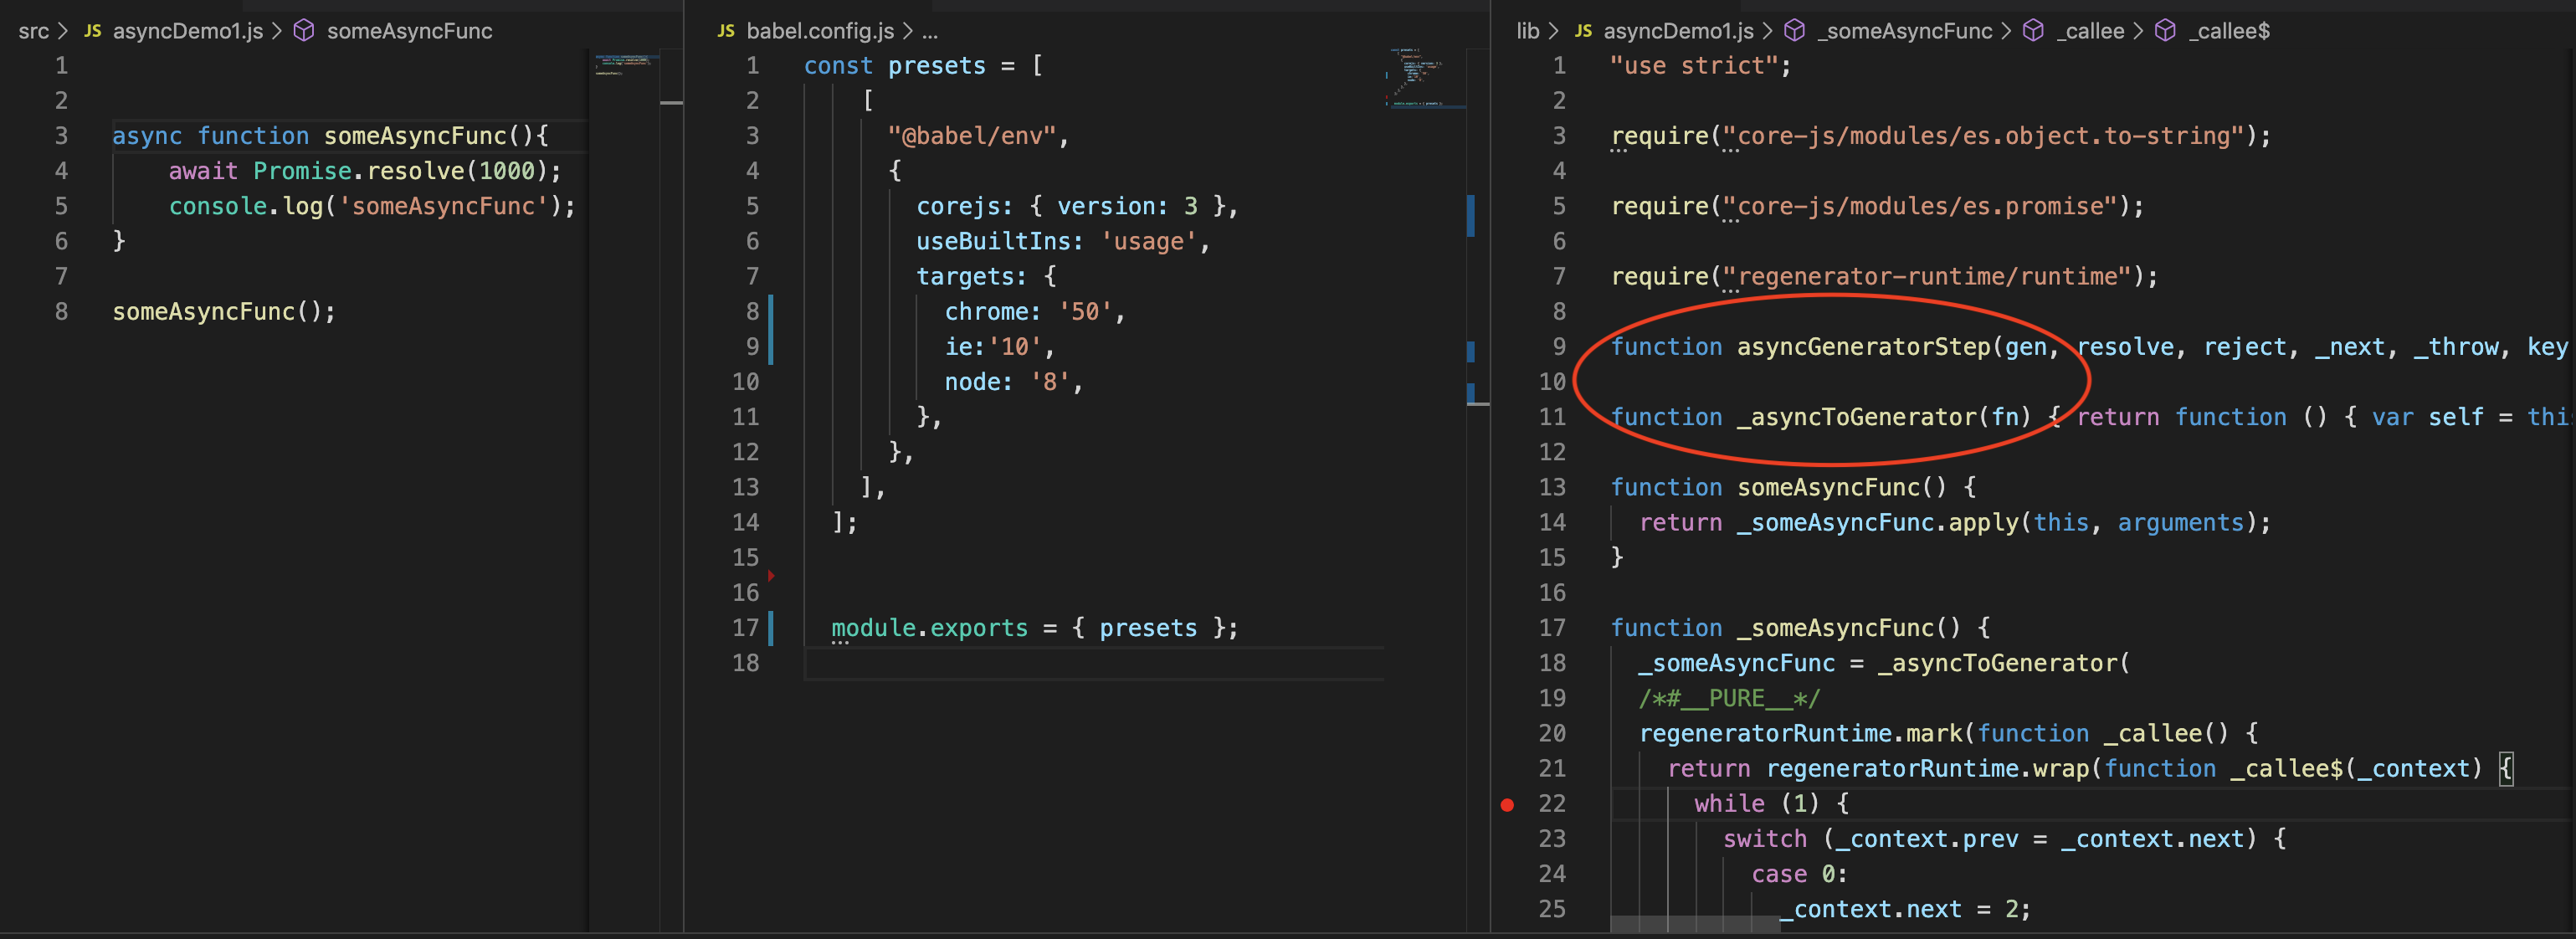 src > JS asyncDemo1.js > someAsyncFunc
1
2
3 async function someAsyncFunc(){
4 await Promise.resolve(1000);
5 console.log('someAsyncFunc');
6 }
7
8 someAsyncFunc();
JS babel.config.js > ...
1 const presets = [
2 [
3 "@babel/env",
4 {
5 corejs: { version: 3 },
6 useBuiltIns: 'usage',
7 targets: {
8 chrome: '50',
9 ie:'10',
10 node: '8',
11 },
12 },
13 ],
14 ];
15
16
17 module.exports = { presets };
18
lib > JS asyncDemo1.js > _someAsyncFunc > _callee > _callee$
1 "use strict";
2
3 require("core-js/modules/es.object.to-string");
4
5 require("core-js/modules/es.promise");
6
7 require("regenerator-runtime/runtime");
8
9 function asyncGeneratorStep(gen, resolve, reject, _next, _throw, key
10
11 function _asyncToGenerator(fn) { return function () { var self = thi
12
13 function someAsyncFunc() {
14 return _someAsyncFunc.apply(this, arguments);
15 }
16
17 function _someAsyncFunc() {
18 _someAsyncFunc = _asyncToGenerator(
19 /*#__PURE__*/
20 regeneratorRuntime.mark(function _callee() {
21 return regeneratorRuntime.wrap(function _callee$(_context) {
22 while (1) {
23 switch (_context.prev = _context.next) {
24 case 0:
25 _context.next = 2;